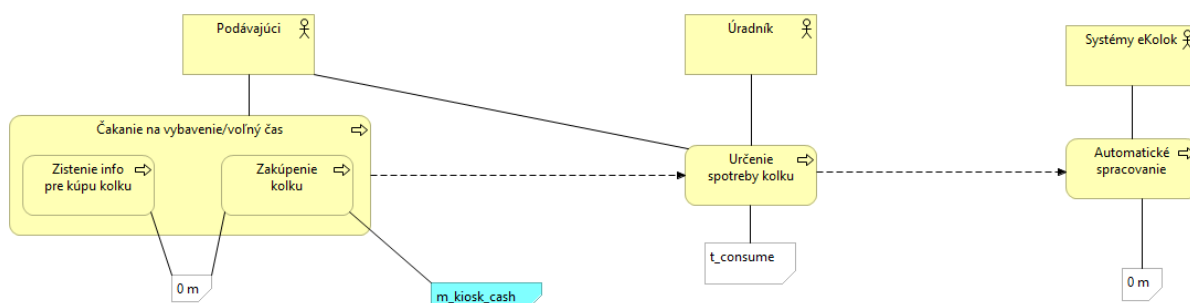 Podávajúci
Úradník
Systémy eKolok
Čakanie na vybavenie/voľný čas
Zistenie info
pre kúpu kolku
Zakúpenie
kolku
Určenie
spotreby kolku
Automatické
spracovanie
t_consume
0 m
m_kiosk_cash
0 m